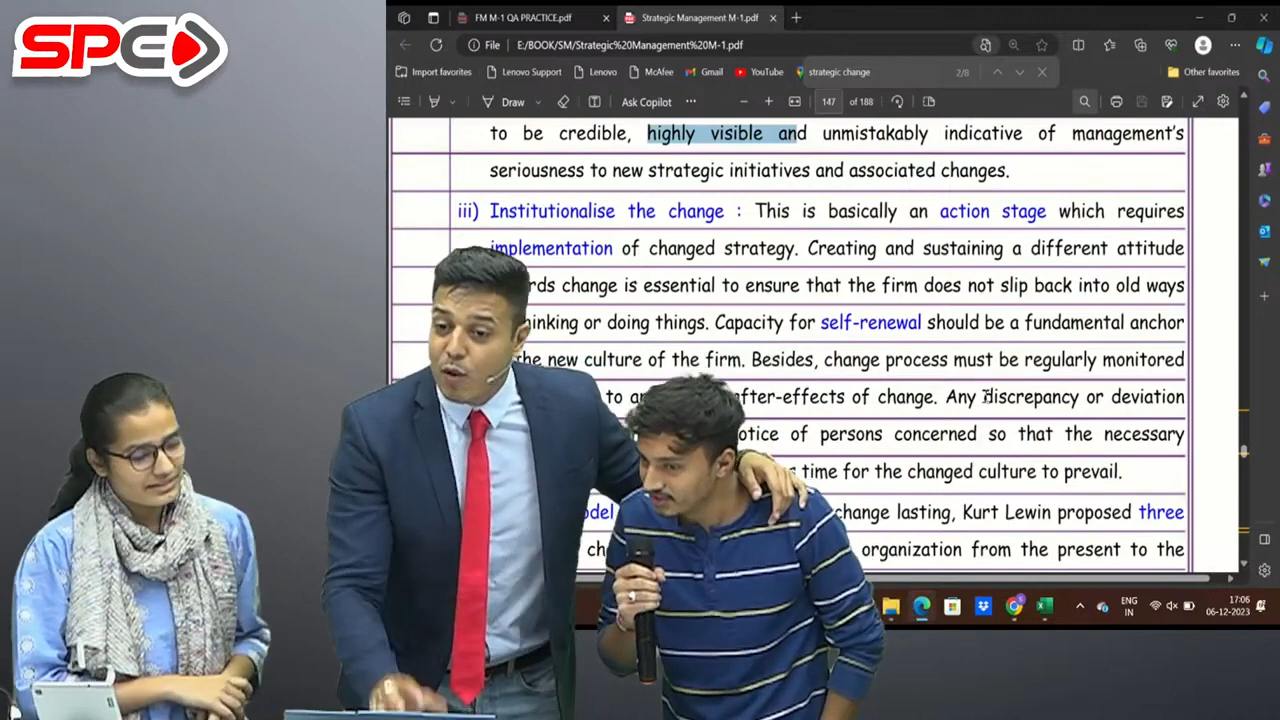 SPC
FM M-1 QA PRACTICE.pdf
Strategic Management M-1.pdf
File
E:/BOOK/SM/Strategic%20Management%20M-1.pdf
Import favorites
Lenovo Support
Lenovo
McAfee
Gmail
YouTube
strategic change
2/8
Other favorites
Draw
Ask Copilot
147
of 188
to be credible, highly visible and unmistakably indicative of management's
seriousness to new strategic initiatives and associated changes.
iii) Institutionalise the change : This is basically an action stage which requires
implementation of changed strategy. Creating and sustaining a different attitude
rds change is essential to ensure that the firm does not slip back into old ways
hinking or doing things. Capacity for self-renewal should be a fundamental anchor
the new culture of the firm. Besides, change process must be regularly monitored
to after-effects of change. Any discrepancy or deviation
otice of persons concerned so that the necessary
time for the changed culture to prevail.
odel change lasting, Kurt Lewin proposed three
ch organization from the present to the
ENG
IN
17:06
06-12-2023